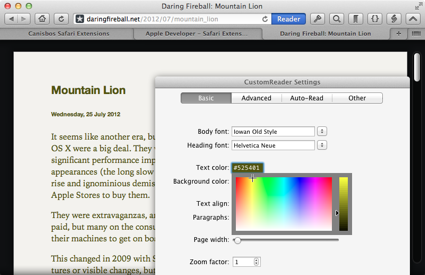 Daring Fireball: Mountain Lion
daringfireball.net/2012/07/mountain_lion
Reader
Canisbos Safari Extensions
Apple Developer – Safari Extens...
Daring Fireball: Mountain Lion
CustomReader Settings
Basic
Advanced
Auto-Read
Other
Mountain Lion
Wednesday, 25 July 2012
It seems like another era, bu
OS X were a big deal. They
significant performance imp
appearances (the long slow
rise and ignominious demis
Apple Stores to buy them.
They were extravaganzas, a
paid, but many on the consu
their machines to get on boa
This changed in 2009 with S
tures or visible changes, but
Body font:
Iowan Old Style
Heading font:
Helvetica Neue
Text color:
#525401
Background color:
Text align:
Paragraphs:
Page width:
Zoom factor:
1